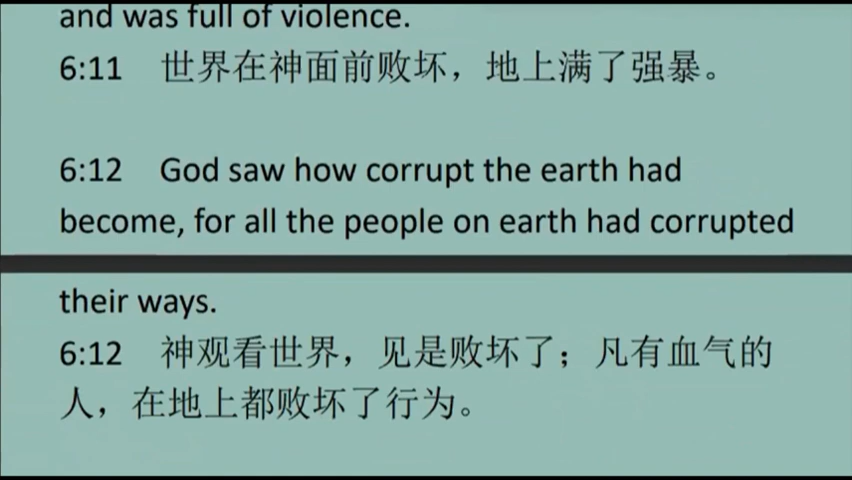 and was full of violence.
6:11 世界在神面前败坏，地上满了强暴。
6:12 God saw how corrupt the earth had
become, for all the people on earth had corrupted
their ways.
6:12 神观看世界，见是败坏了；凡有血气的
人，在地上都败坏了行为。